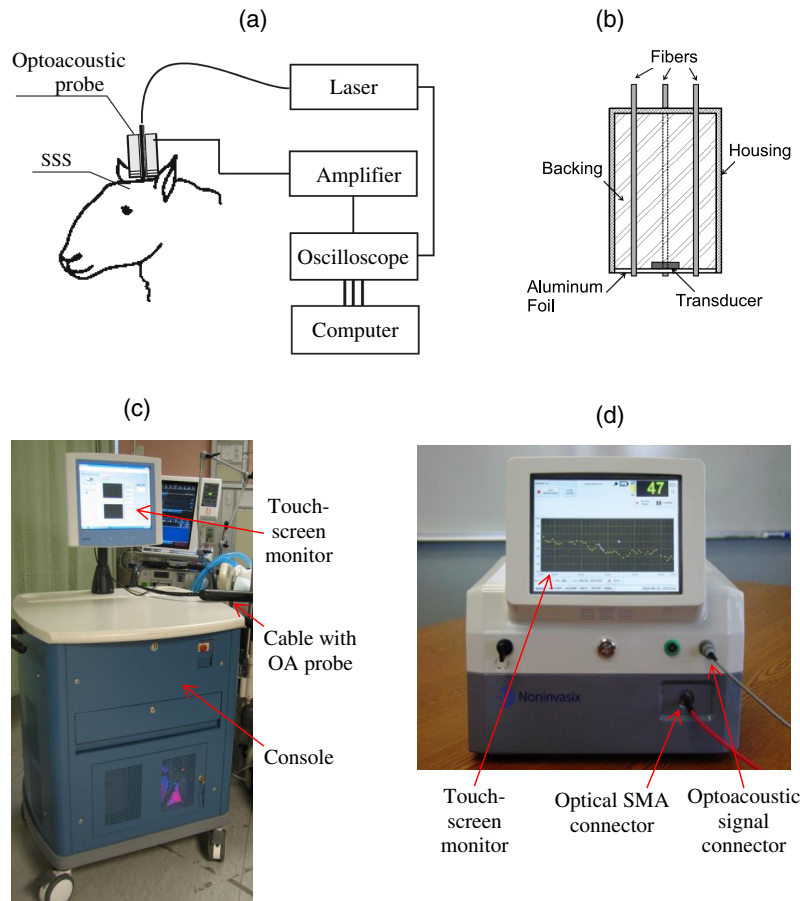 (a)
Optoacoustic
probe
SSS
Laser
Amplifier
Oscilloscope
Computer
(b)
Fibers
Backing
Housing
Aluminum
Foil
Transducer
(c)
Touch-
screen
monitor
Cable with
OA probe
Console
(d)
47
Noninvasix
Touch-
screen
monitor
Optical SMA
connector
Optoacoustic
signal
connector